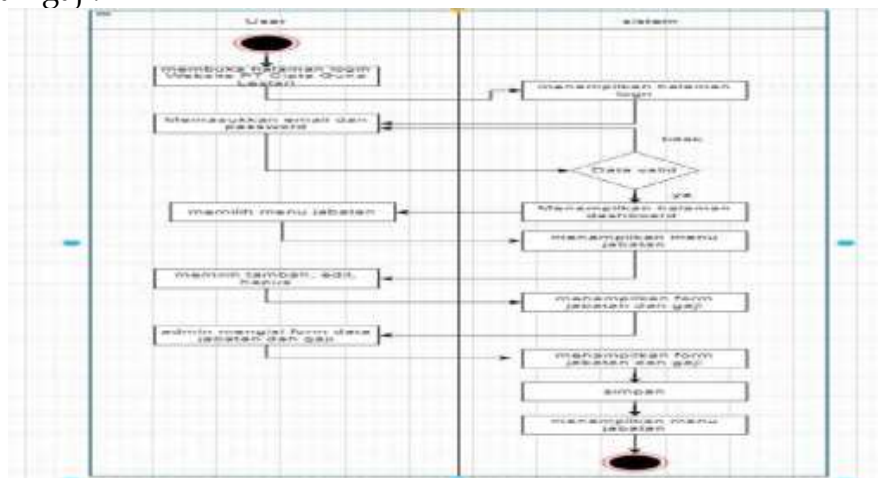 User
sistem
membuka halaman login
Website PT Cipta Guna
Lestari
menampilkan halaman
login
Memasukkan email dan
password
tidak
Data valid
ya
memilih menu jabatan
Menampilkan halaman
dashboard
menampilkan menu
jabatan
memilih tambah, edit,
hapus
menampilkan form
jabatan dan gaji
admin mengisi form data
jabatan dan gaji
menampilkan form
jabatan dan gaji
simpan
menampilkan menu
jabatan